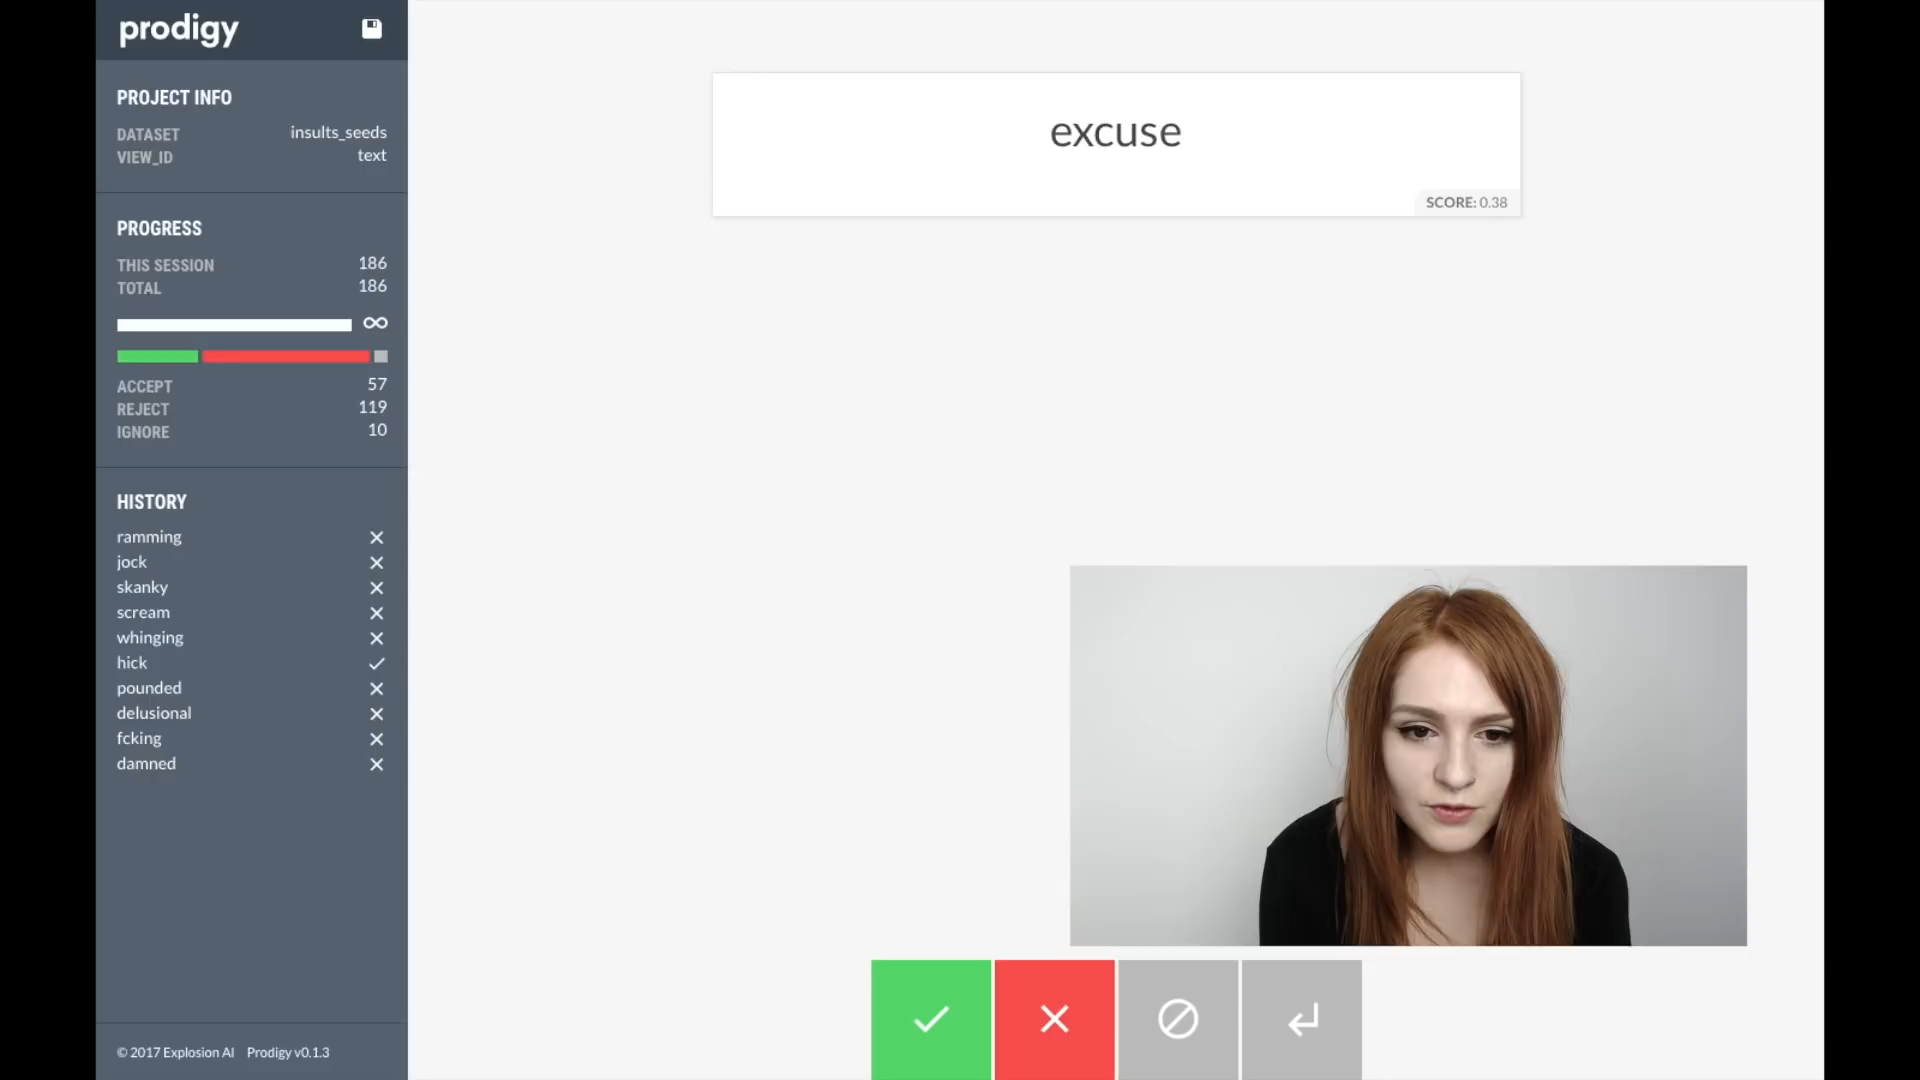 prodigy
PROJECT INFO
DATASET insults_seeds
VIEW_ID text
PROGRESS
THIS SESSION 186
TOTAL 186
∞
ACCEPT 57
REJECT 119
IGNORE 10
HISTORY
ramming
jock
skanky
scream
whinging
hick
pounded
delusional
fcking
damned
© 2017 Explosion AI Prodigy v0.1.3
excuse
SCORE: 0.38